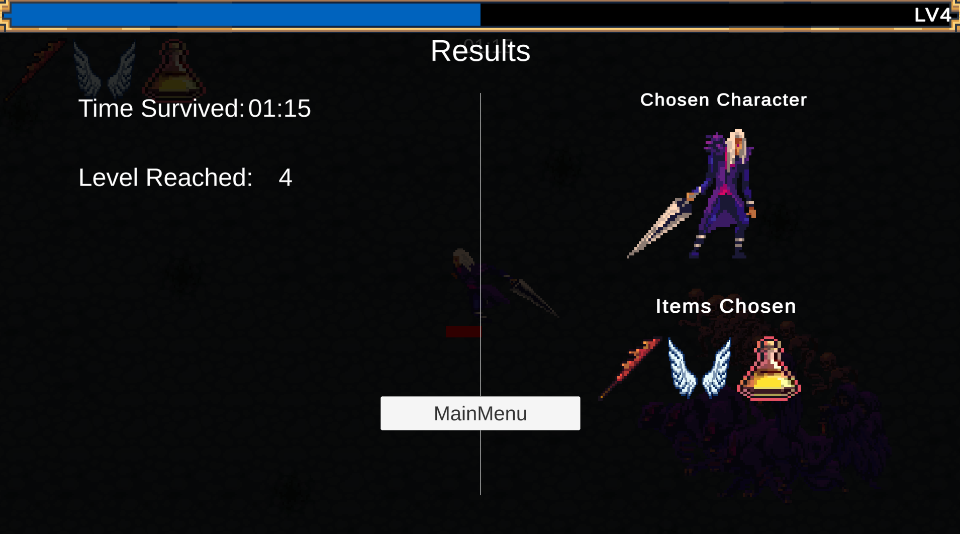 LV4
Results
Time Survived: 01:15
Level Reached: 4
Chosen Character
Items Chosen
MainMenu